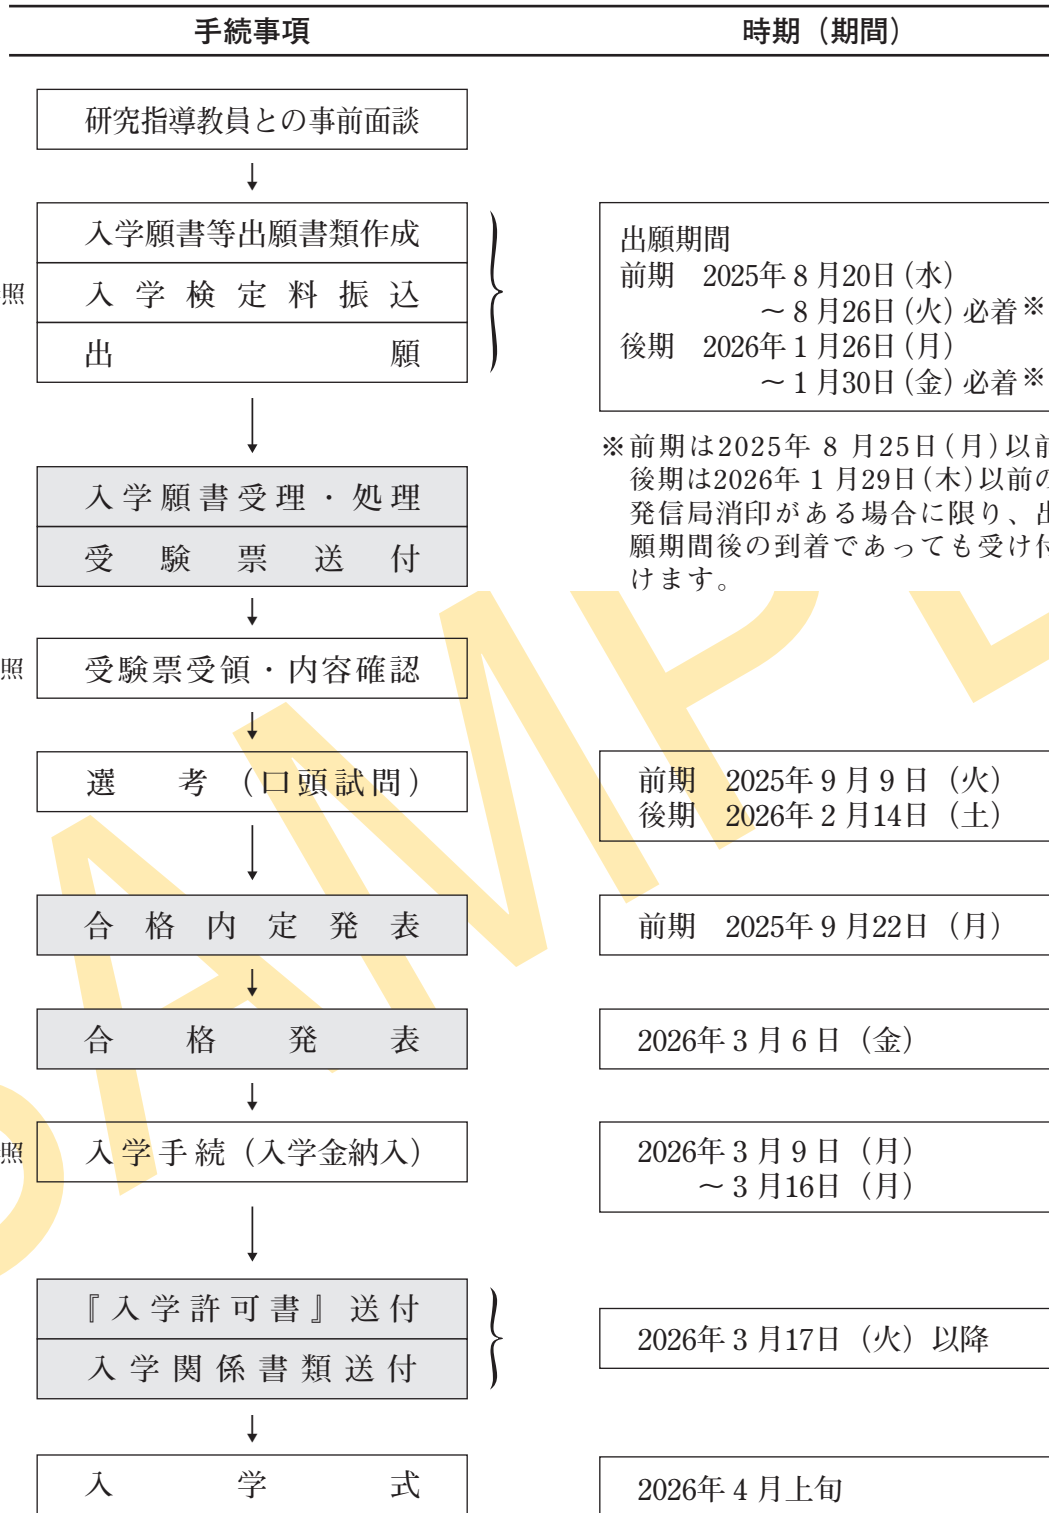 手続事項
時期（期間）
研究指導教員との事前面談
↓
入学願書等出願書類作成
照
入学検定料振込
出願
出願期間
前期　2025年8月20日(水)
～8月26日(火)必着※
後期　2026年1月26日(月)
～1月30日(金)必着※
※前期は2025年8月25日(月)以前
後期は2026年1月29日(木)以前の
発信局消印がある場合に限り、出
願期間後の到着であっても受け付
けます。
↓
入学願書受理・処理
受験票送付
↓
照
受験票受領・内容確認
↓
選考（口頭試問）
前期　2025年9月9日（火）
後期　2026年2月14日（土）
↓
合格内定発表
前期　2025年9月22日（月）
↓
合格発表
2026年3月6日（金）
↓
照
入学手続（入学金納入）
2026年3月9日（月）
～3月16日（月）
↓
『入学許可書』送付
入学関係書類送付
2026年3月17日（火）以降
↓
入学式
2026年4月上旬